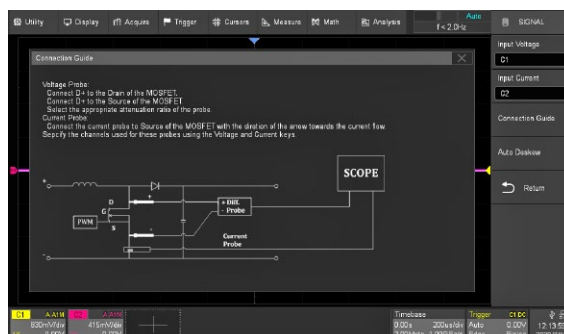 Utility Display Acquire Trigger Cursors Measure Math Analysis
Auto
f < 2.0Hz
SIGNAL
Connection Guide
Voltage Probe:
Connect D+ to the Drain of the MOSFET.
Connect D+ to the Source of the MOSFET.
Select the appropriate attenuation ratio of the probe.
Current Probe:
Connect the current probe to Source of the MOSFET with the diration of the arrow towards the current flow.
Sepcify the channels used for these probes using the Voltage and Current keys.
SCOPE
D
G
S
PWM
+ Diff.
- Probe
Current
Probe
Input Voltage
C1
Input Current
C2
Connection Guide
Auto Deskew
Return
C1
830mV/div
C2
415mV/div
Timebase
0.00s 200us/div
Trigger C1 DC
Auto 0.00V